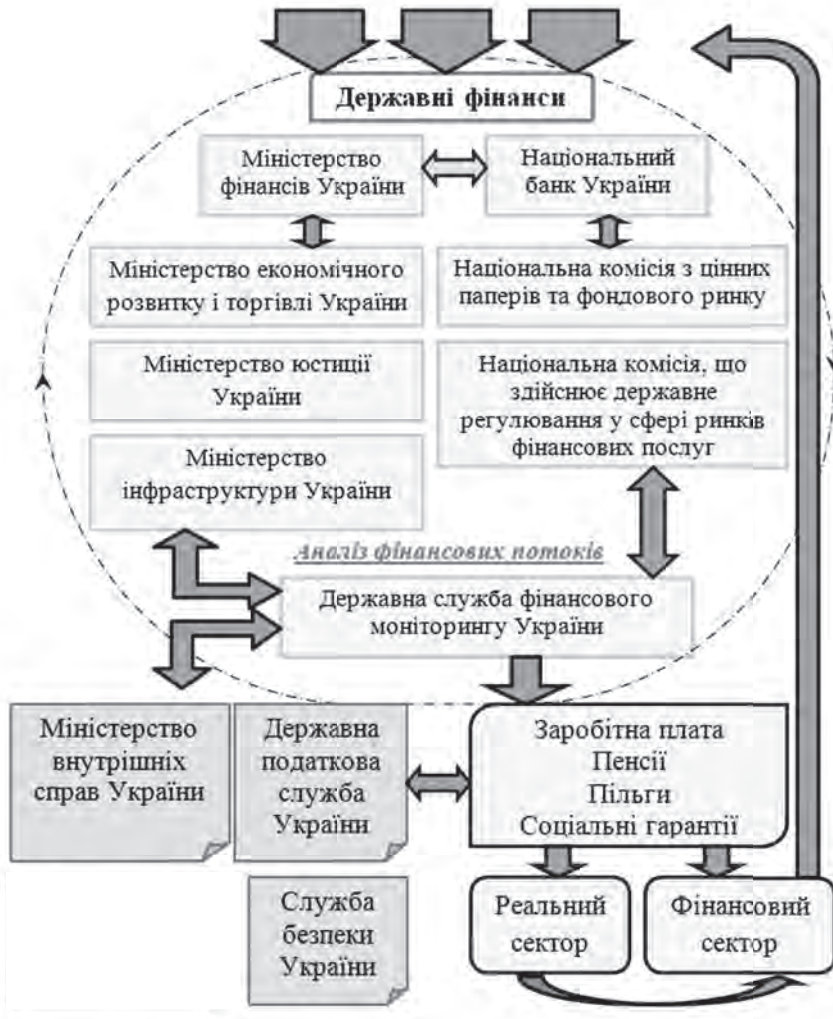 Державні фінанси
Міністерство
фінансів України
Національний
банк України
Міністерство економічного
розвитку і торгівлі України
Національна комісія з цінних
паперів та фондового ринку
Міністерство юстиції
України
Національна комісія, що
здійснює державне
регулювання у сфері ринків
фінансових послуг
Міністерство
інфраструктури України
Аналіз фінансових потоків
Державна служба фінансового
моніторингу України
Міністерство
внутрішніх
справ України
Державна
податкова
служба
України
Заробітна плата
Пенсії
Пільги
Соціальні гарантії
Служба
безпеки
України
Реальний
сектор
Фінансовий
сектор